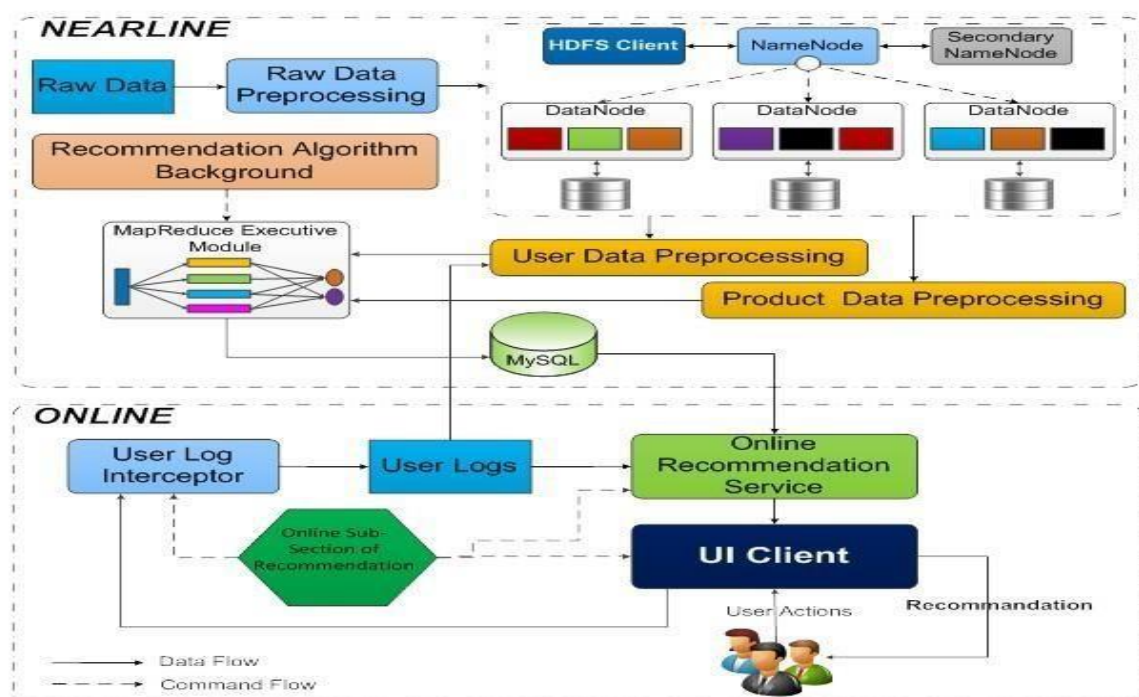 NEARLINE
HDFS Client
NameNode
Secondary
NameNode
Raw Data
Raw Data
Preprocessing
DataNode
DataNode
DataNode
Recommendation Algorithm
Background
MapReduce Executive
Module
User Data Preprocessing
Product Data Preprocessing
MySQL
ONLINE
User Log
Interceptor
User Logs
Online
Recommendation
Service
Online Sub-
Section of
Recommendation
UI Client
User Actions
Recommandation
Data Flow
Command Flow